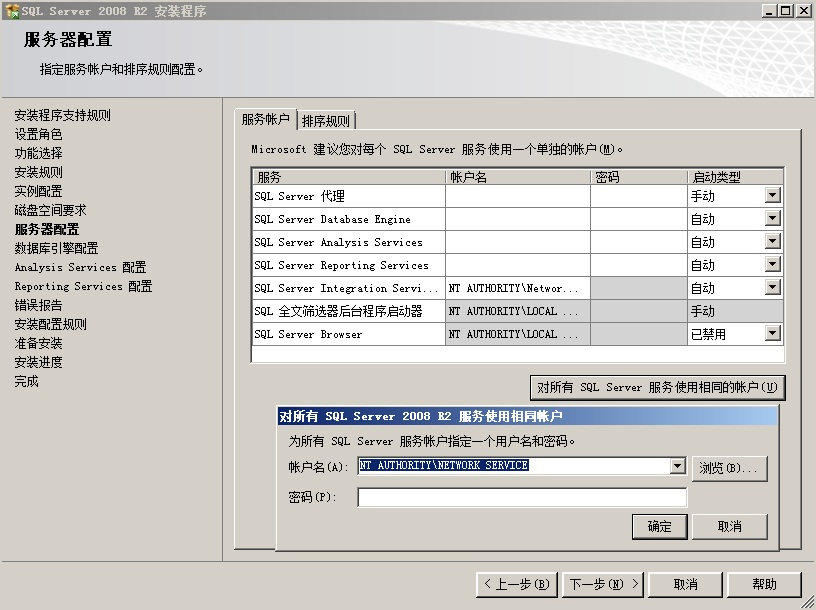 SQL Server 2008 R2 安装程序
服务器配置
指定服务帐户和排序规则配置。
安装程序支持规则
设置角色
功能选择
安装规则
实例配置
磁盘空间要求
服务器配置
数据库引擎配置
Analysis Services 配置
Reporting Services 配置
错误报告
安装配置规则
准备安装
安装进度
完成
服务帐户 排序规则
Microsoft 建议您对每个 SQL Server 服务使用一个单独的帐户(M)。
服务 帐户名 密码 启动类型
SQL Server 代理 手动
SQL Server Database Engine 自动
SQL Server Analysis Services 自动
SQL Server Reporting Services 自动
SQL Server Integration Servi... NT AUTHORITY\Networ... 自动
SQL 全文筛选器后台程序启动器 NT AUTHORITY\LOCAL ... 手动
SQL Server Browser NT AUTHORITY\LOCAL ... 已禁用
对所有 SQL Server 服务使用相同的帐户(U)
对所有 SQL Server 2008 R2 服务使用相同帐户
为所有 SQL Server 服务帐户指定一个用户名和密码。
帐户名(A): NT AUTHORITY\NETWORK SERVICE 浏览(B)...
密码(P):
确定 取消
< 上一步(B) 下一步(N) > 取消 帮助